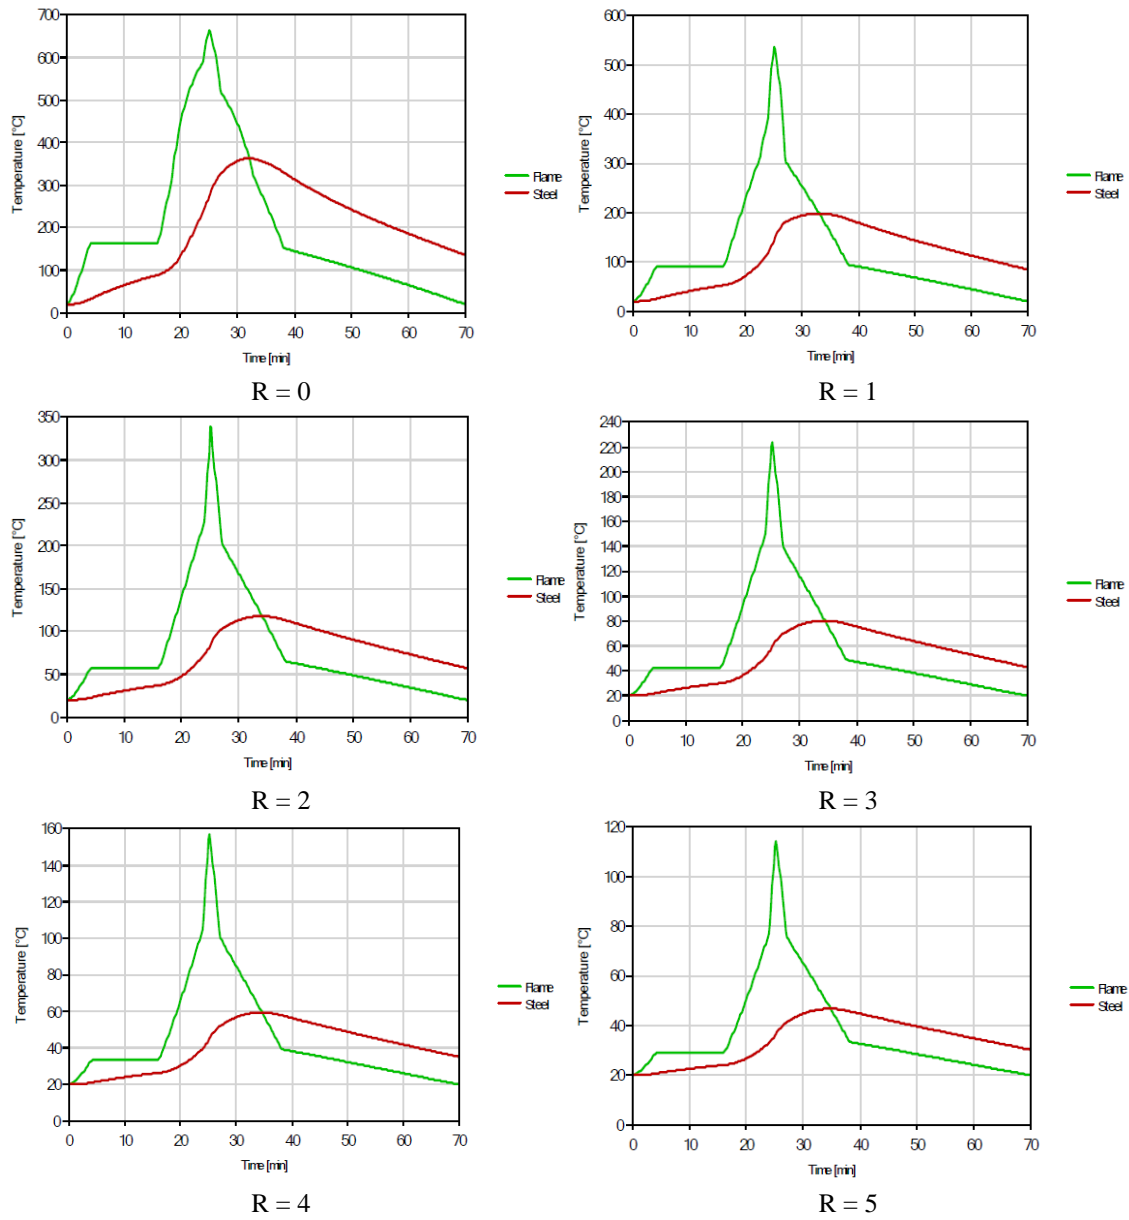 700
600
500
400
300
200
100
0
Temperature [°C]
0 10 20 30 40 50 60 70
Time [min]
Flame
Steel
R = 0
600
500
400
300
200
100
0
Temperature [°C]
0 10 20 30 40 50 60 70
Time [min]
Flame
Steel
R = 1
350
300
250
200
150
100
50
0
Temperature [°C]
0 10 20 30 40 50 60 70
Time [min]
Flame
Steel
R = 2
240
220
200
180
160
140
120
100
80
60
40
20
0
Temperature [°C]
0 10 20 30 40 50 60 70
Time [min]
Flame
Steel
R = 3
160
140
120
100
80
60
40
20
0
Temperature [°C]
0 10 20 30 40 50 60 70
Time [min]
Flame
Steel
R = 4
120
100
80
60
40
20
0
Temperature [°C]
0 10 20 30 40 50 60 70
Time [min]
Flame
Steel
R = 5